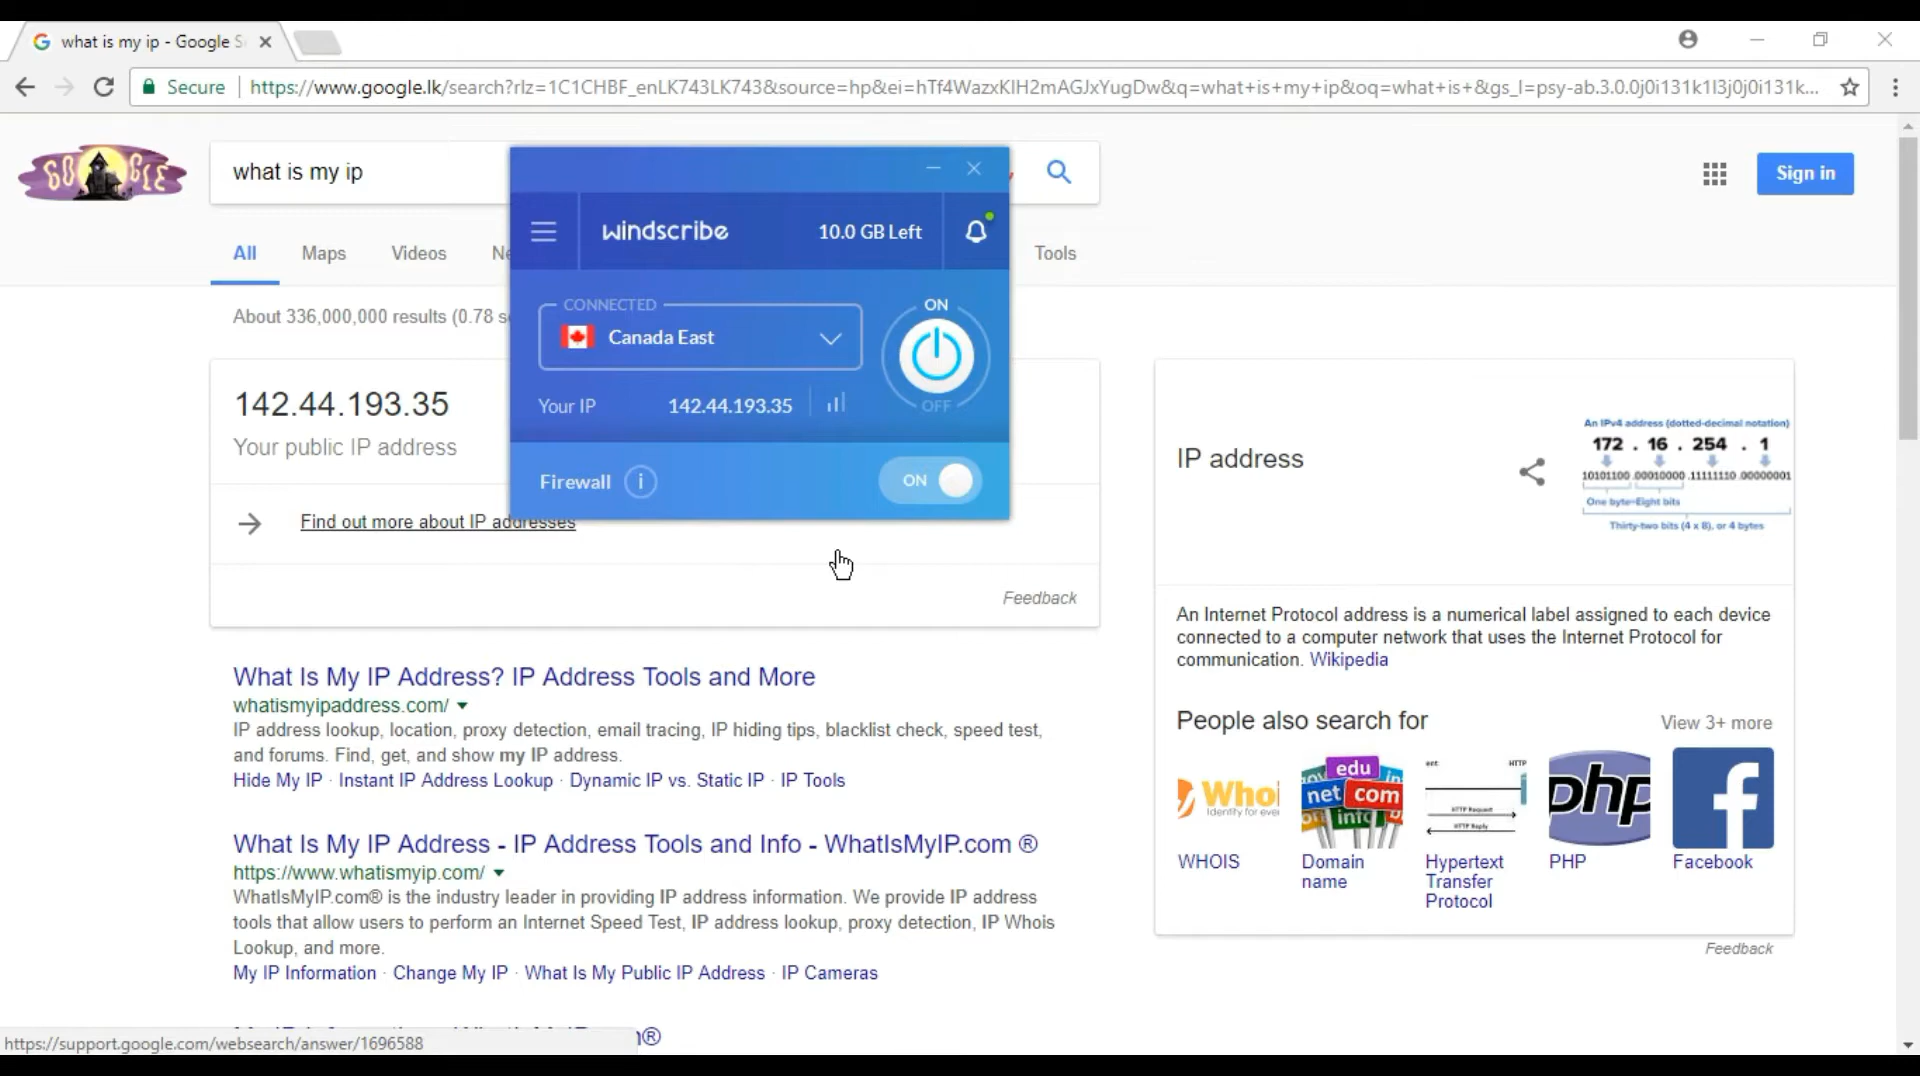 what is my ip - Google S
Secure
https://www.google.lk/search?rlz=1C1CHBF_enLK743LK743&source=hp&ei=hTf4WazxKIH2mAGJxYugDw&q=what+is+my+ip&oq=what+is+&gs_l=psy-ab.3.0.0j0i131k1l3j0j0i131k...
GOOGLE
what is my ip
Sign in
All
Maps
Videos
Ne
Tools
About 336,000,000 results (0.78 s
windscribe
10.0 GB Left
CONNECTED
Canada East
ON
OFF
Your IP
142.44.193.35
Firewall
i
ON
142.44.193.35
Your public IP address
Find out more about IP addresses
Feedback
What Is My IP Address? IP Address Tools and More
whatismyipaddress.com/
IP address lookup, location, proxy detection, email tracing, IP hiding tips, blacklist check, speed test,
and forums. Find, get, and show my IP address.
Hide My IP · Instant IP Address Lookup · Dynamic IP vs. Static IP · IP Tools
What Is My IP Address - IP Address Tools and Info - WhatIsMyIP.com ®
https://www.whatismyip.com/
WhatIsMyIP.com® is the industry leader in providing IP address information. We provide IP address
tools that allow users to perform an Internet Speed Test, IP address lookup, proxy detection, IP Whois
Lookup, and more.
My IP Information · Change My IP · What Is My Public IP Address · IP Cameras
®
https://support.google.com/websearch/answer/1696588
IP address
An IPv4 address (dotted-decimal notation)
172 . 16 . 254 . 1
10101100 .00010000 .11111110 .00000001
One byte=Eight bits
Thirty-two bits (4 x 8), or 4 bytes
An Internet Protocol address is a numerical label assigned to each device
connected to a computer network that uses the Internet Protocol for
communication. Wikipedia
People also search for
View 3+ more
Whoi
Identity for ever
edu
net
com
info
HTTP
HTTP Request
HTTP Reply
php
f
WHOIS
Domain
name
Hypertext
Transfer
Protocol
PHP
Facebook
Feedback